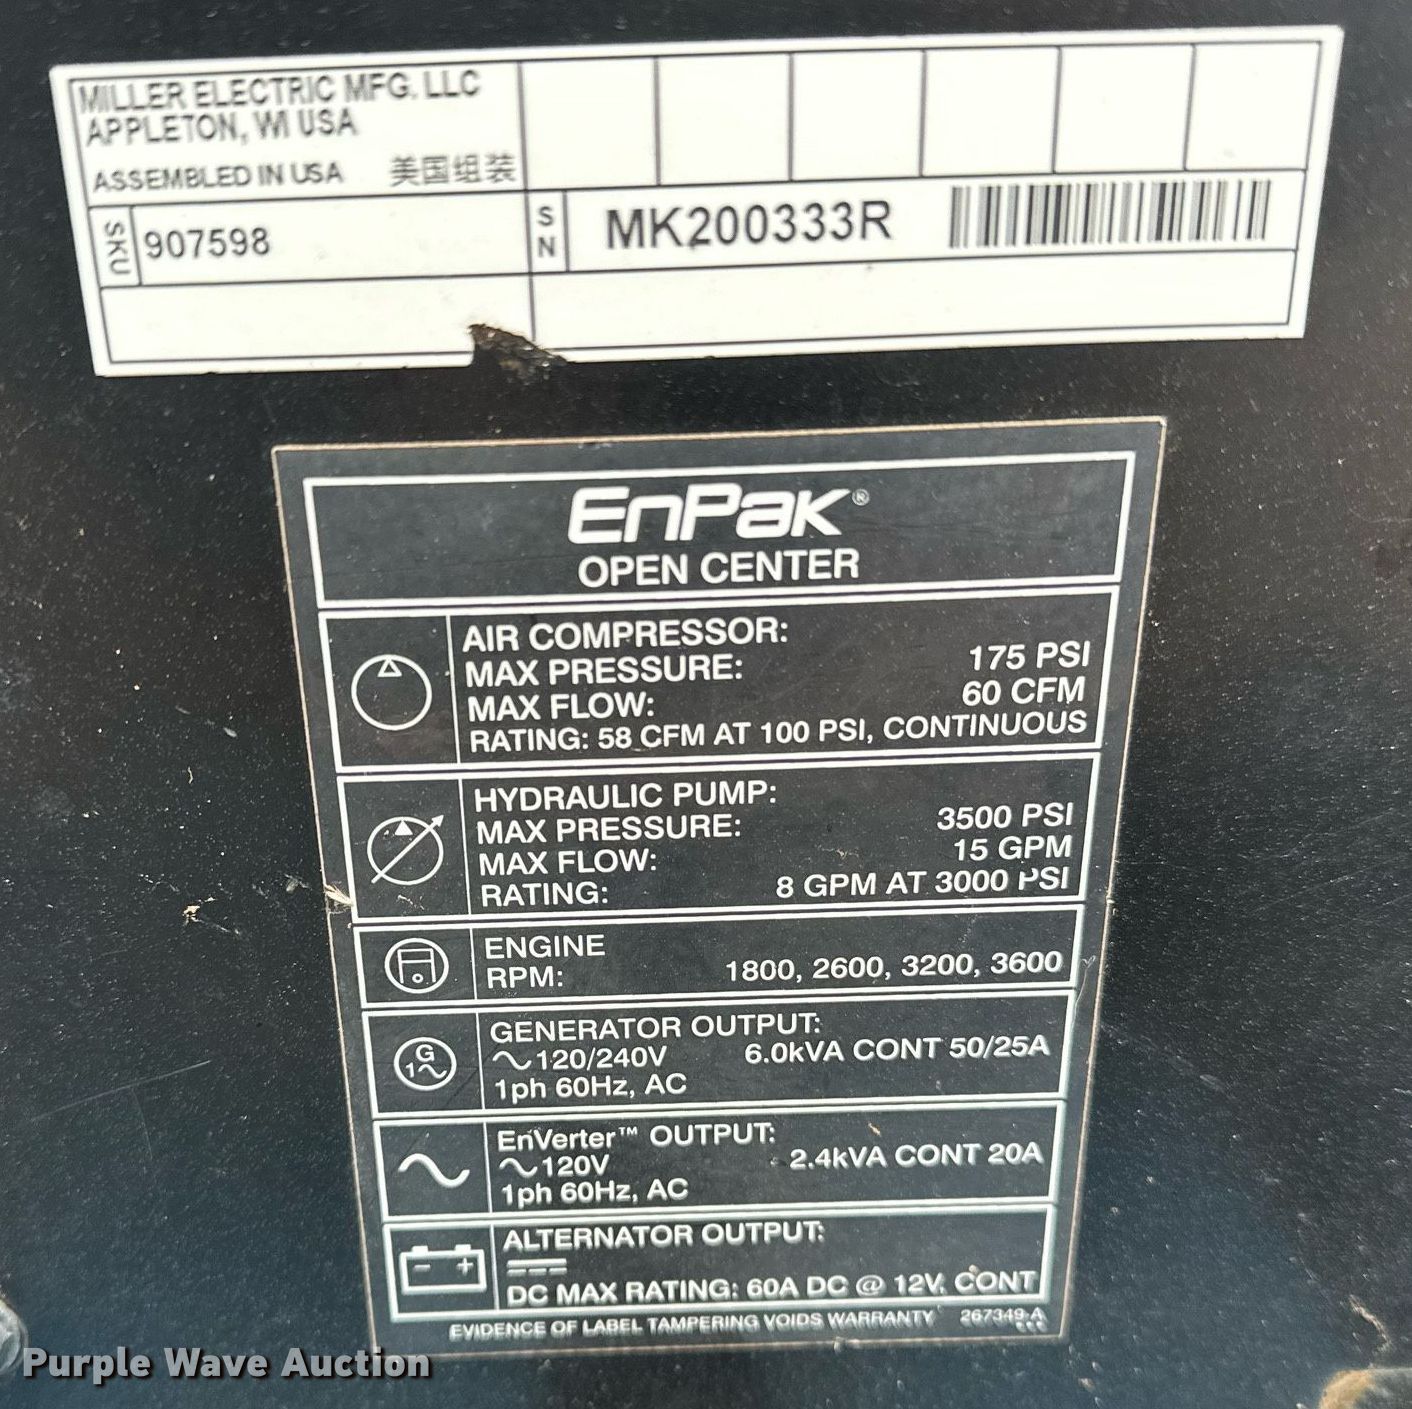 MILLER ELECTRIC MFG. LLC
APPLETON, WI USA
ASSEMBLED IN USA 美国组装
SKU 907598 SN MK200333R
EnPak®
OPEN CENTER
AIR COMPRESSOR:
MAX PRESSURE: 175 PSI
MAX FLOW: 60 CFM
RATING: 58 CFM AT 100 PSI, CONTINUOUS
HYDRAULIC PUMP:
MAX PRESSURE: 3500 PSI
MAX FLOW: 15 GPM
RATING: 8 GPM AT 3000 PSI
ENGINE
RPM: 1800, 2600, 3200, 3600
G
1~
GENERATOR OUTPUT:
~120/240V 6.0kVA CONT 50/25A
1ph 60Hz, AC
EnVerter™ OUTPUT:
~120V 2.4kVA CONT 20A
1ph 60Hz, AC
- +
ALTERNATOR OUTPUT:
DC MAX RATING: 60A DC @ 12V, CONT
EVIDENCE OF LABEL TAMPERING VOIDS WARRANTY 267349-A
Purple Wave Auction